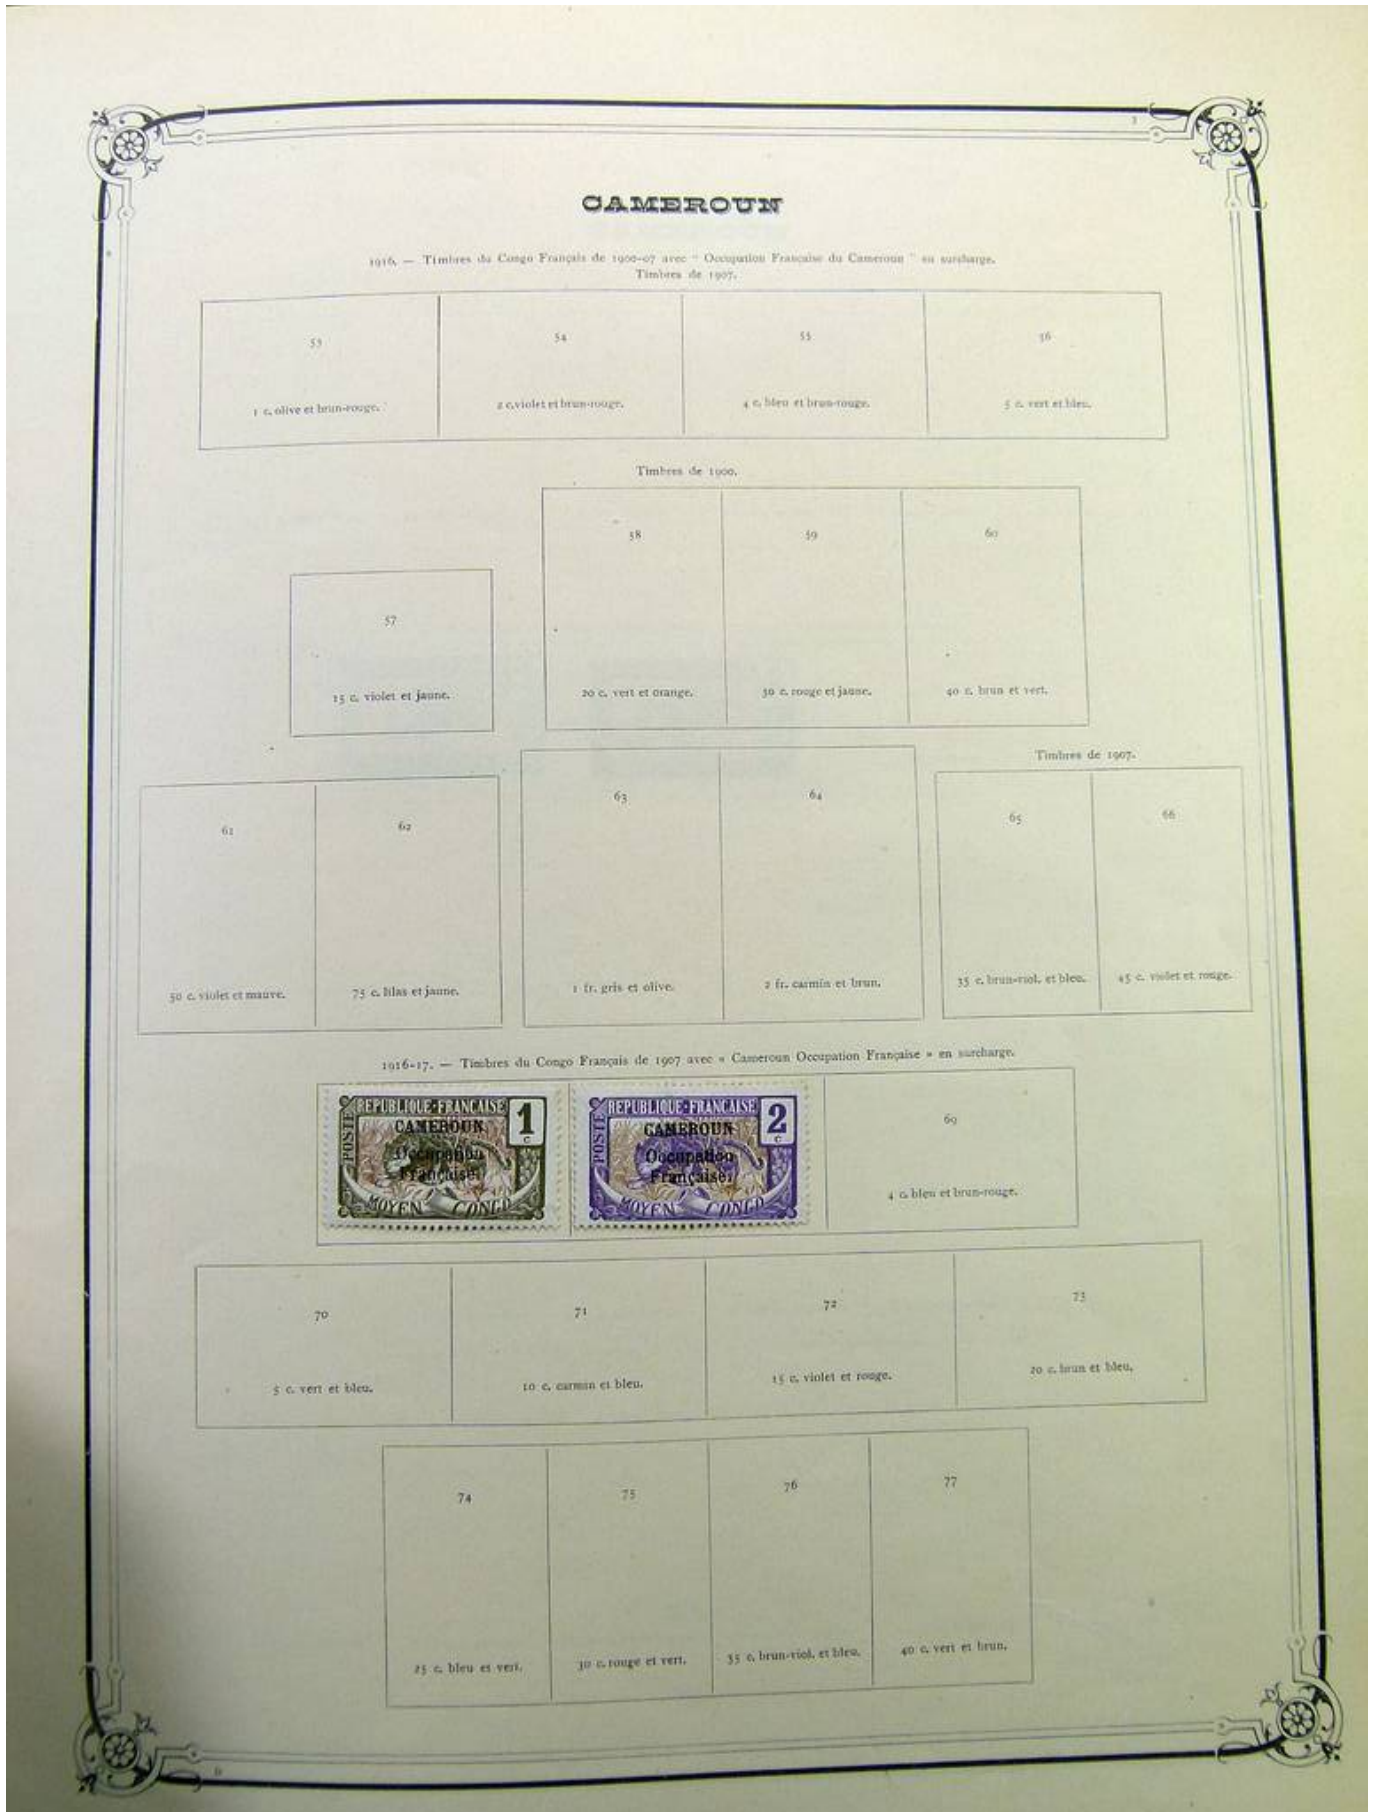 CAMEROUN
1916. — Timbres du Congo Français de 1900-07 avec “ Occupation Française du Cameroun ” en surcharge.
Timbres de 1907.
53 54 55 56
1 c. olive et brun-rouge. 2 c. violet et brun-rouge. 4 c. bleu et brun-rouge. 5 c. vert et bleu.
Timbres de 1900.
58 59 60
57
15 c. violet et jaune. 20 c. vert et orange. 30 c. rouge et jaune. 40 c. brun et vert.
Timbres de 1907.
61 62 63 64 65 66
50 c. violet et mauve. 75 c. lilas et jaune. 1 fr. gris et olive. 2 fr. carmin et brun. 35 c. brun-viol. et bleu. 45 c. violet et rouge.
1916-17. — Timbres du Congo Français de 1907 avec « Cameroun Occupation Française » en surcharge.
REPUBLIQUE FRANÇAISE 1 C
POSTE
CAMEROUN
Occupation
Française.
MOYEN CONGO
REPUBLIQUE FRANÇAISE 2 C
POSTES
CAMEROUN
Occupation
Française.
MOYEN CONGO
69
4 c. bleu et brun-rouge.
70 71 72 73
5 c. vert et bleu. 10 c. carmin et bleu. 15 c. violet et rouge. 20 c. brun et bleu.
74 75 76 77
25 c. bleu et vert. 30 c. rouge et vert. 35 c. brun-viol. et bleu. 40 c. vert et brun.